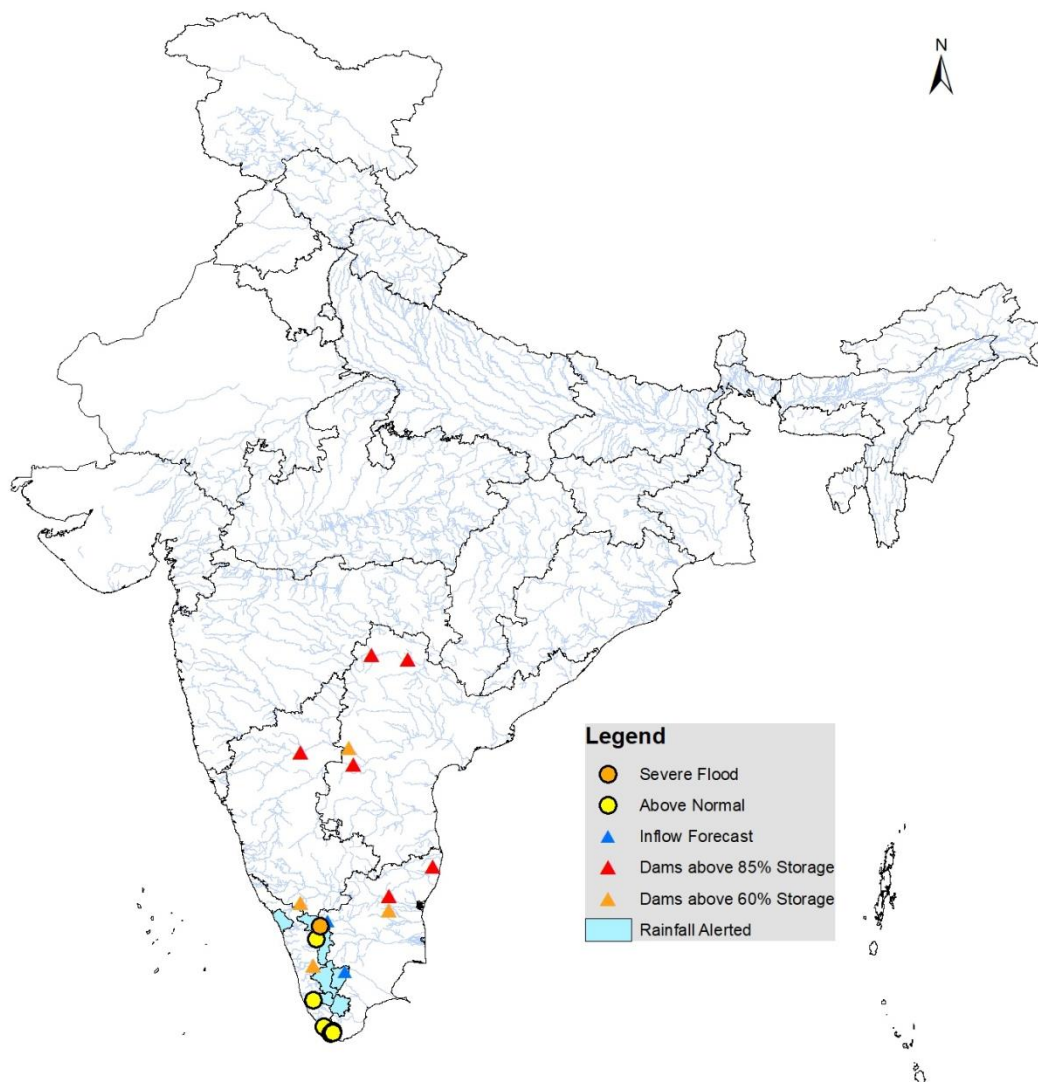 N
Legend
Severe Flood
Above Normal
Inflow Forecast
Dams above 85% Storage
Dams above 60% Storage
Rainfall Alerted